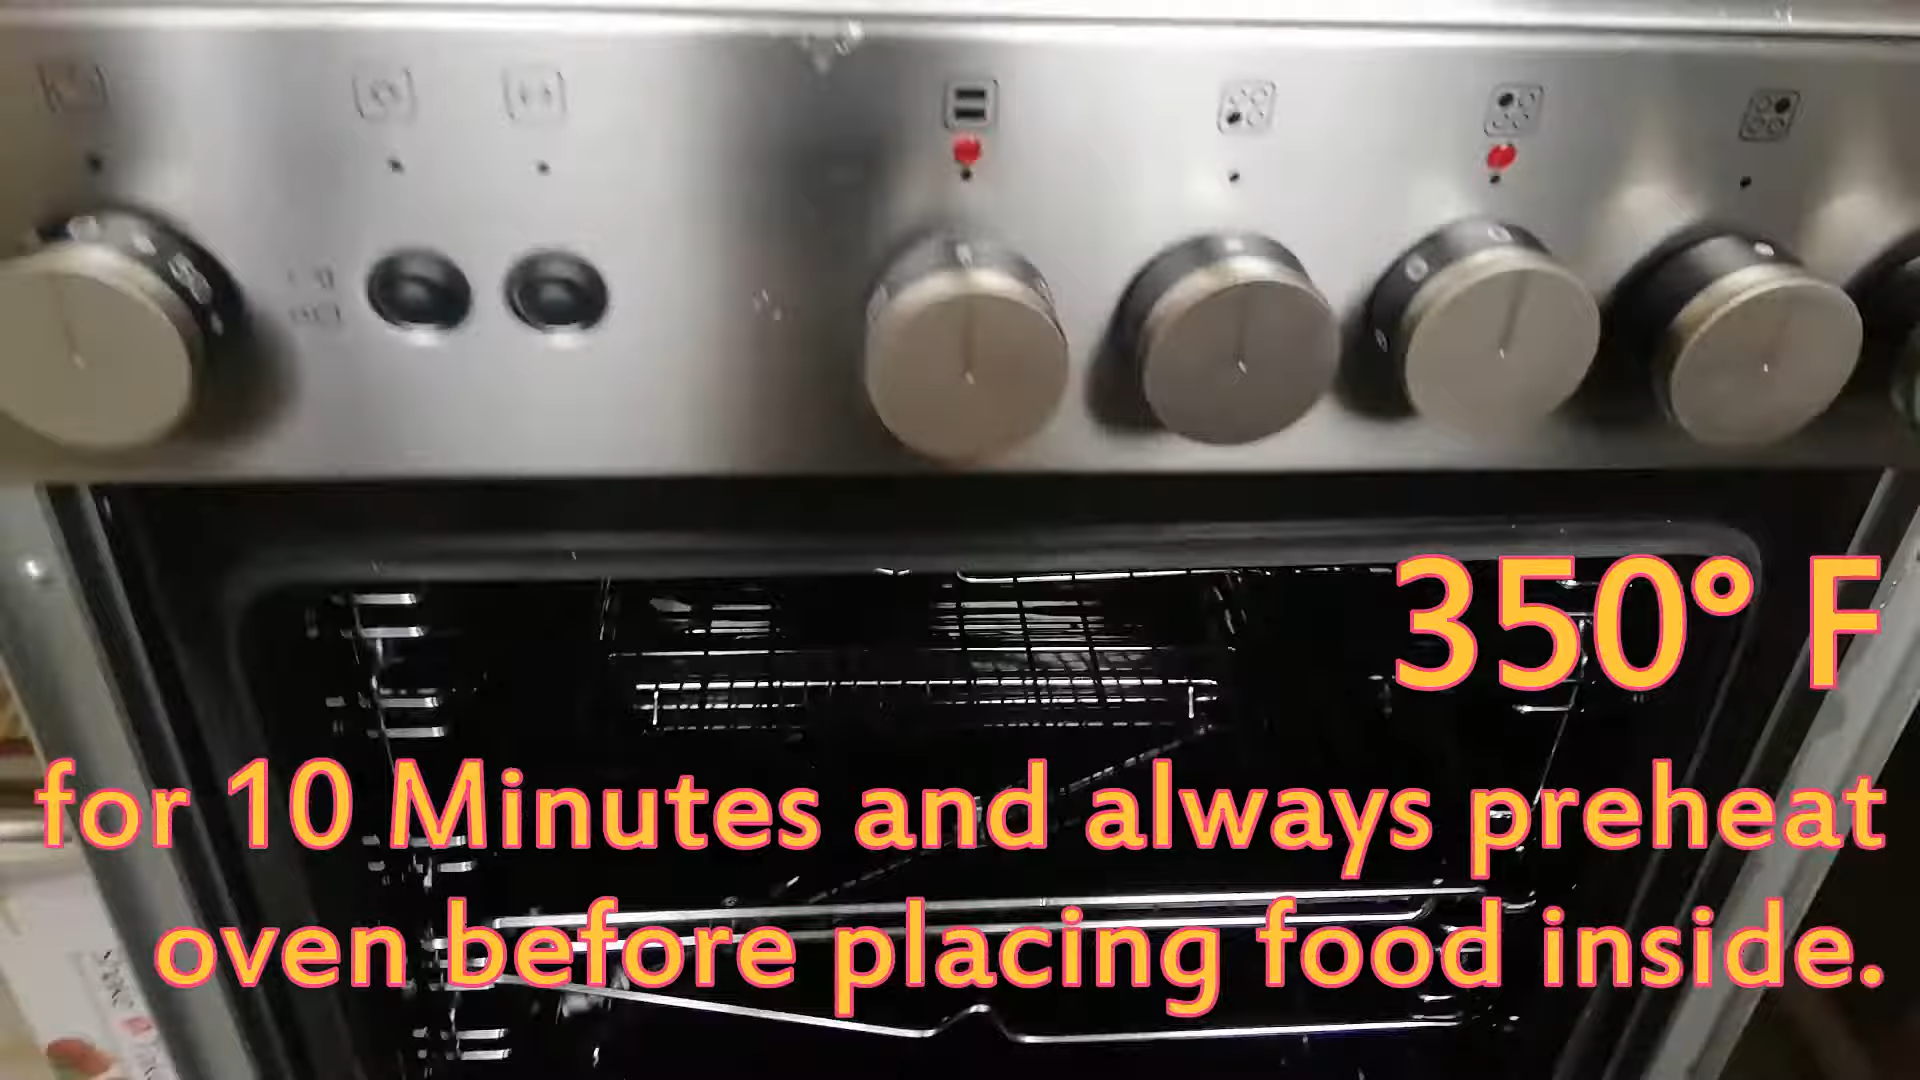 350° F
for 10 Minutes and always preheat
oven before placing food inside.